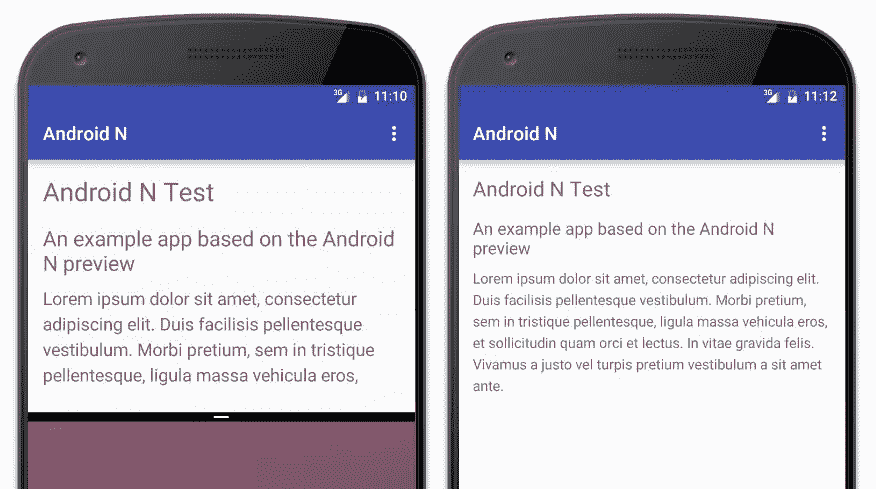 3G 11:10
Android N
Android N Test
An example app based on the Android
N preview
Lorem ipsum dolor sit amet, consectetur
adipiscing elit. Duis facilisis pellentesque
vestibulum. Morbi pretium, sem in tristique
pellentesque, ligula massa vehicula eros,
3G 11:12
Android N
Android N Test
An example app based on the Android N
preview
Lorem ipsum dolor sit amet, consectetur adipiscing elit.
Duis facilisis pellentesque vestibulum. Morbi pretium,
sem in tristique pellentesque, ligula massa vehicula eros,
et sollicitudin quam orci et lectus. In vitae gravida felis.
Vivamus a justo vel turpis pretium vestibulum a sit amet
ante.